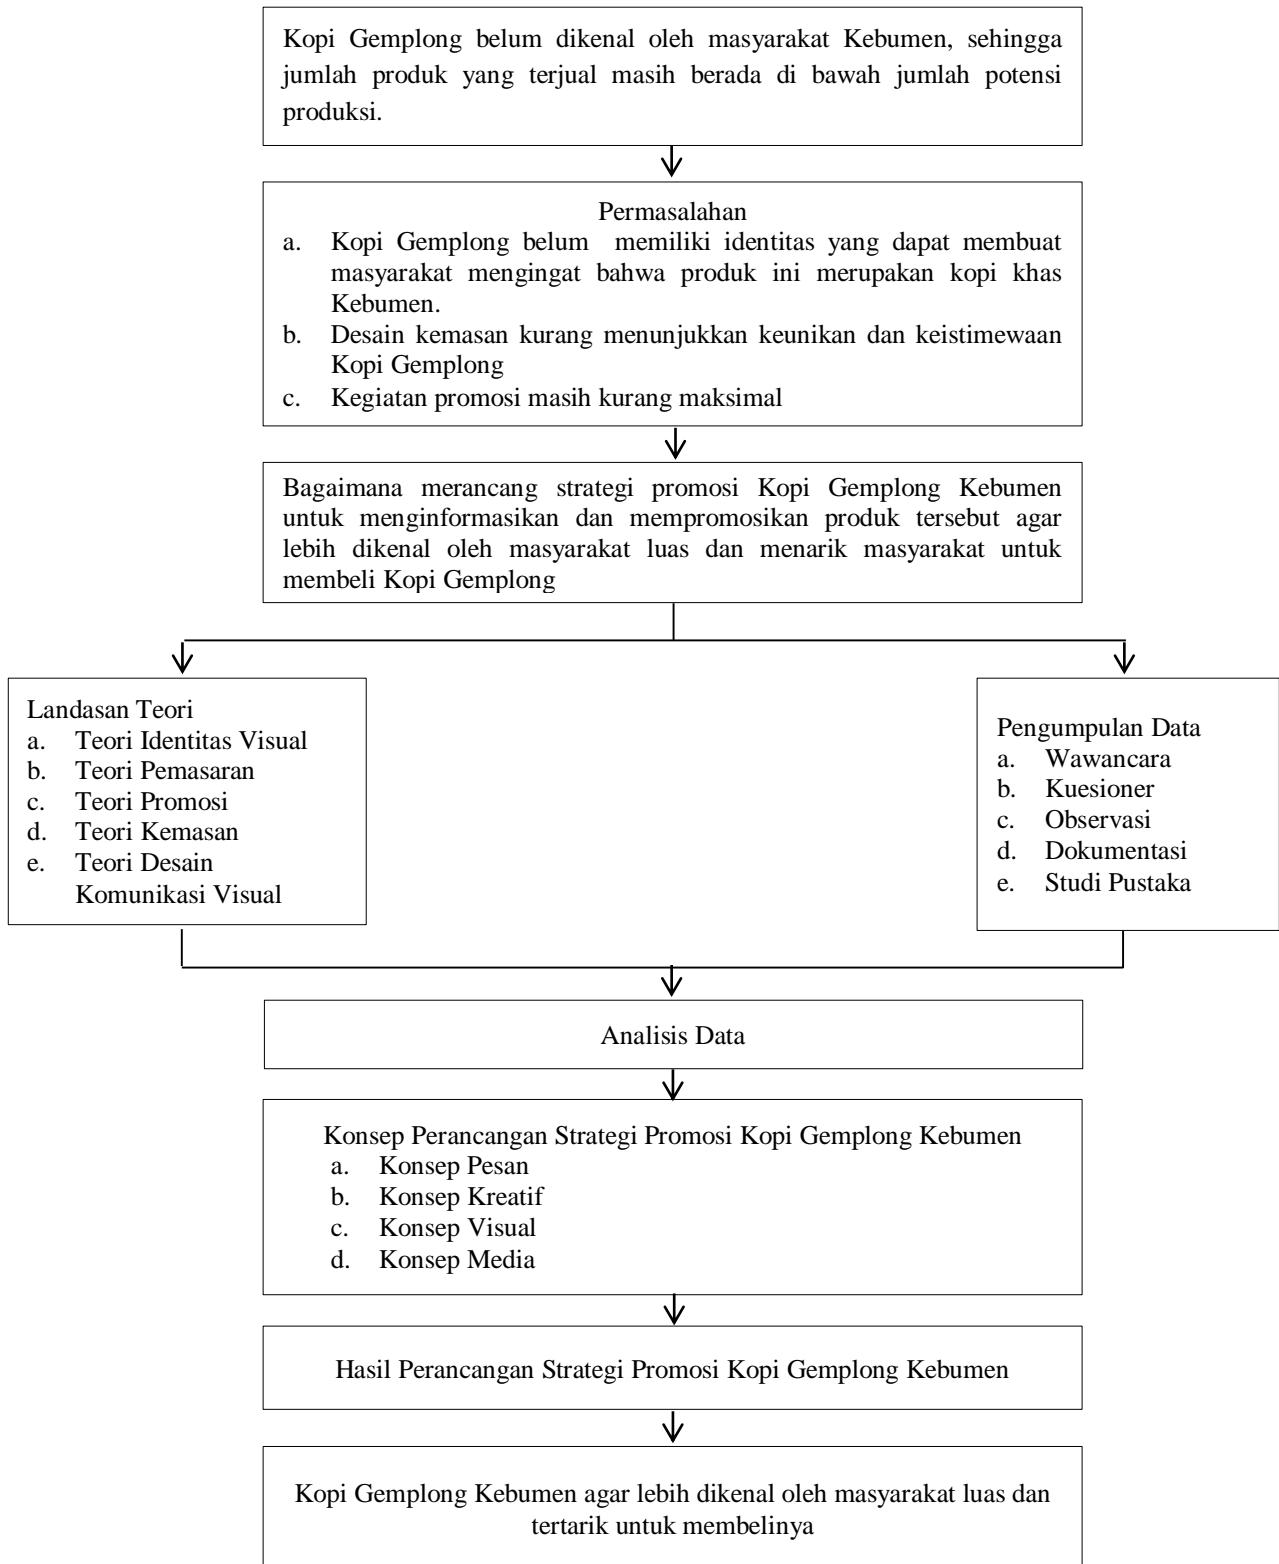 Kopi Gemplong belum dikenal oleh masyarakat Kebumen, sehingga
jumlah produk yang terjual masih berada di bawah jumlah potensi
produksi.
Permasalahan
a. Kopi Gemplong belum memiliki identitas yang dapat membuat
masyarakat mengingat bahwa produk ini merupakan kopi khas
Kebumen.
b. Desain kemasan kurang menunjukkan keunikan dan keistimewaan
Kopi Gemplong
c. Kegiatan promosi masih kurang maksimal
Bagaimana merancang strategi promosi Kopi Gemplong Kebumen
untuk menginformasikan dan mempromosikan produk tersebut agar
lebih dikenal oleh masyarakat luas dan menarik masyarakat untuk
membeli Kopi Gemplong
Landasan Teori
a. Teori Identitas Visual
b. Teori Pemasaran
c. Teori Promosi
d. Teori Kemasan
e. Teori Desain
Komunikasi Visual
Pengumpulan Data
a. Wawancara
b. Kuesioner
c. Observasi
d. Dokumentasi
e. Studi Pustaka
Analisis Data
Konsep Perancangan Strategi Promosi Kopi Gemplong Kebumen
a. Konsep Pesan
b. Konsep Kreatif
c. Konsep Visual
d. Konsep Media
Hasil Perancangan Strategi Promosi Kopi Gemplong Kebumen
Kopi Gemplong Kebumen agar lebih dikenal oleh masyarakat luas dan
tertarik untuk membelinya